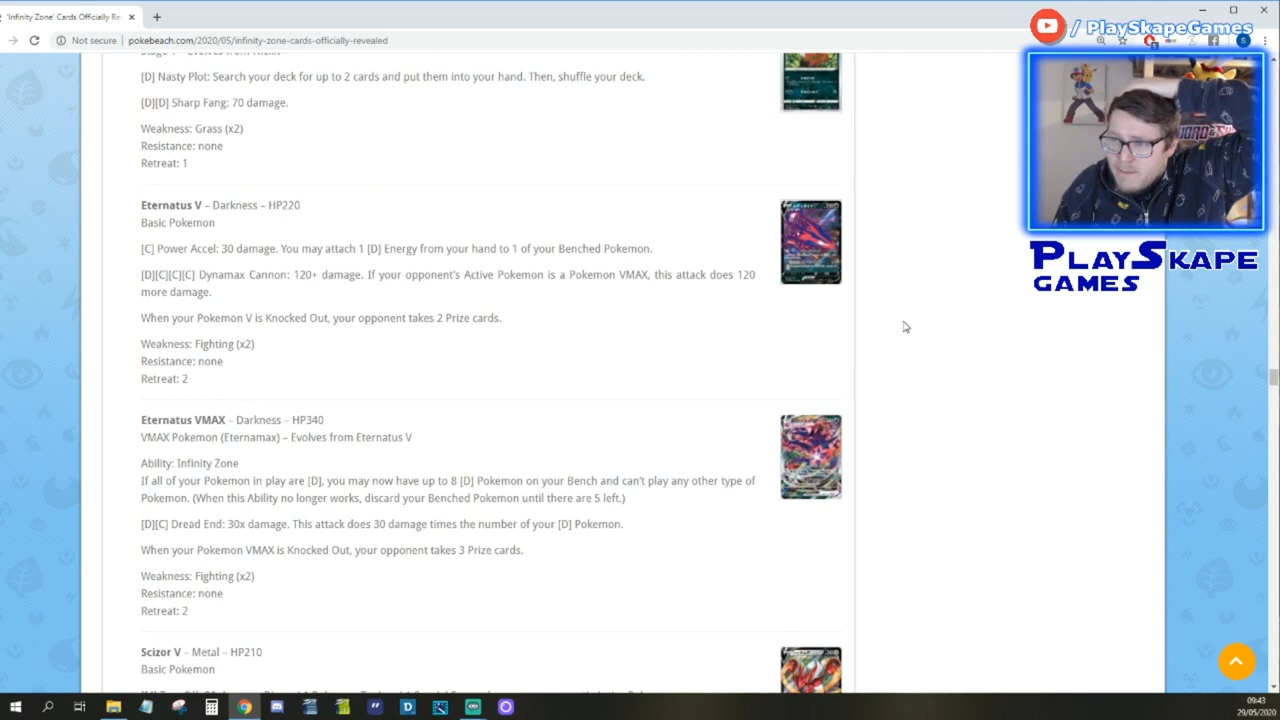 'Infinity Zone' Cards Officially Re
Not secure | pokebeach.com/2020/05/infinity-zone-cards-officially-revealed
/ PlaySkapeGames
[D] Nasty Plot: Search your deck for up to 2 cards and put them into your hand. Then, shuffle your deck.
[D][D] Sharp Fang: 70 damage.
Weakness: Grass (x2)
Resistance: none
Retreat: 1
Eternatus V – Darkness – HP220
Basic Pokemon
[C] Power Accel: 30 damage. You may attach 1 [D] Energy from your hand to 1 of your Benched Pokemon.
[D][C][C][C] Dynamax Cannon: 120+ damage. If your opponent's Active Pokemon is a Pokemon VMAX, this attack does 120
more damage.
When your Pokemon V is Knocked Out, your opponent takes 2 Prize cards.
Weakness: Fighting (x2)
Resistance: none
Retreat: 2
Eternatus VMAX – Darkness – HP340
VMAX Pokemon (Eternamax) – Evolves from Eternatus V
Ability: Infinity Zone
If all of your Pokemon in play are [D], you may now have up to 8 [D] Pokemon on your Bench and can't play any other type of
Pokemon. (When this Ability no longer works, discard your Benched Pokemon until there are 5 left.)
[D][C] Dread End: 30x damage. This attack does 30 damage times the number of your [D] Pokemon.
When your Pokemon VMAX is Knocked Out, your opponent takes 3 Prize cards.
Weakness: Fighting (x2)
Resistance: none
Retreat: 2
Scizor V – Metal – HP210
Basic Pokemon
PLAYSKAPE
GAMES
09:43
29/05/2020